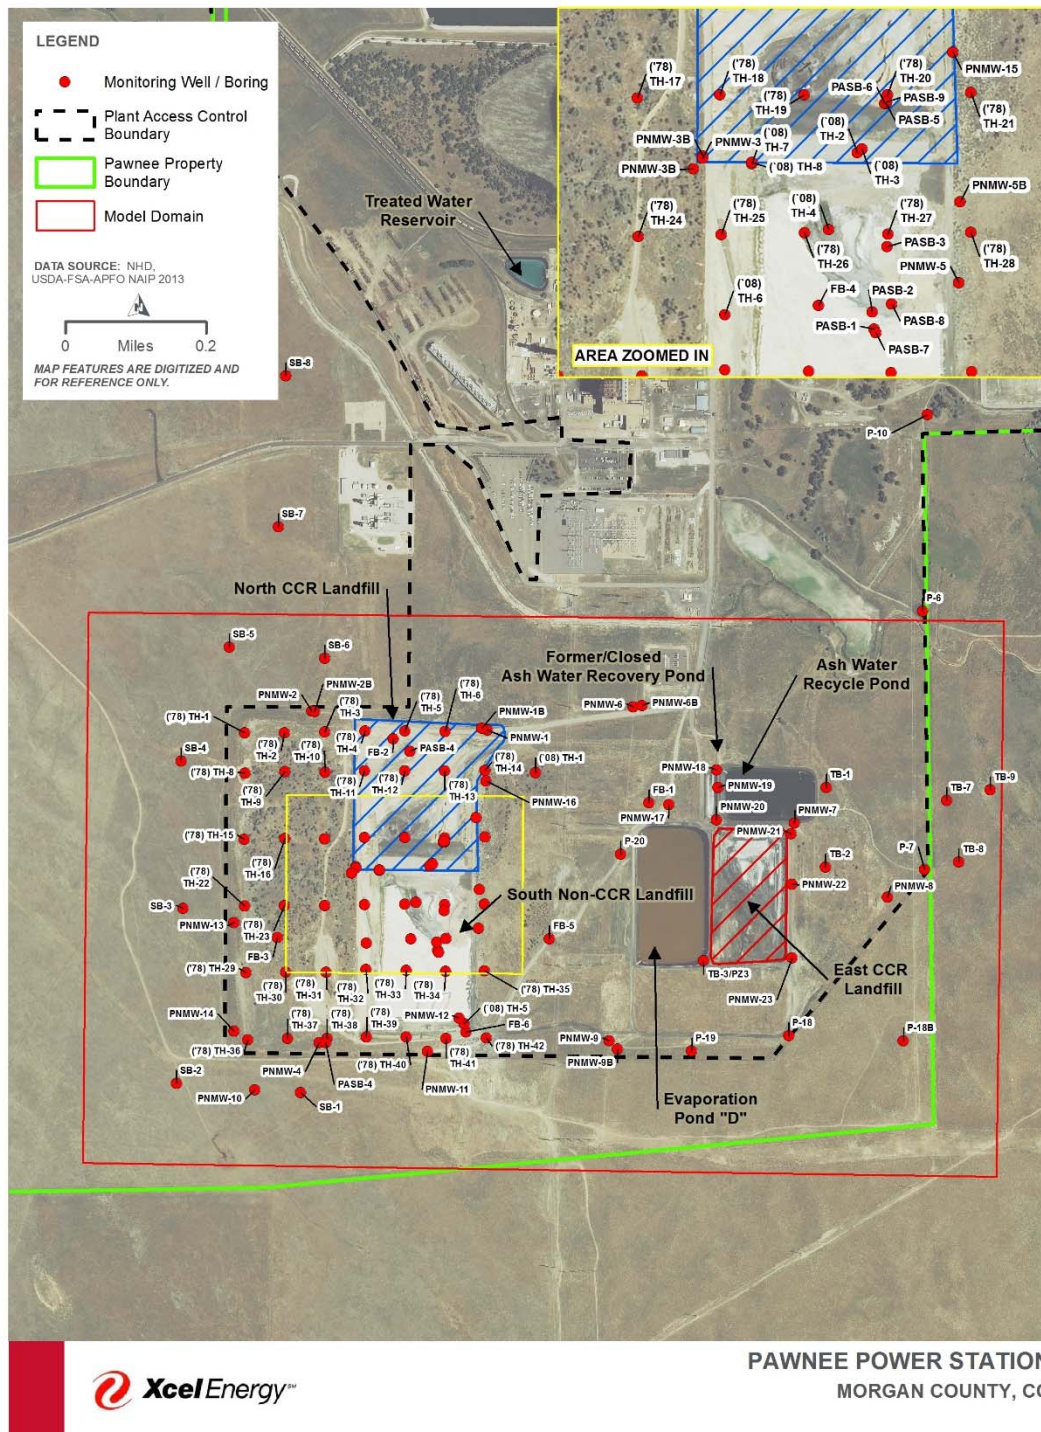 LEGEND
Monitoring Well / Boring
Plant Access Control
Boundary
Pawnee Property
Boundary
Model Domain
DATA SOURCE: NHD,
USDA-FSA-APFO NAIP 2013
0 Miles 0.2
MAP FEATURES ARE DIGITIZED AND
FOR REFERENCE ONLY.
('78)
TH-17
('78)
TH-18
('78)
TH-19
PASB-6
('78)
TH-20
PASB-9
PASB-5
PNMW-15
('78)
TH-21
PNMW-3B
PNMW-3
(`08)
TH-7
(`08) TH-8
(`08)
TH-2
(`08)
TH-3
PNMW-3B
PNMW-5B
('78)
TH-24
('78)
TH-25
(`08)
TH-4
('78)
TH-26
('78)
TH-27
PASB-3
('78)
TH-28
PNMW-5
(`08)
TH-6
FB-4
PASB-2
PASB-8
PASB-1
PASB-7
AREA ZOOMED IN
Treated Water
Reservoir
SB-8
P-10
SB-7
North CCR Landfill
P-6
SB-5
SB-6
Former/Closed
Ash Water Recovery Pond
Ash Water
Recycle Pond
PNMW-2
PNMW-2B
('78)
TH-3
('78)
TH-5
('78)
TH-6
PNMW-1B
PNMW-1
PNMW-6
PNMW-6B
('78) TH-1
('78)
TH-2
('78)
TH-10
('78)
TH-4
FB-2
PASB-4
('78)
TH-14
('08) TH-1
SB-4
('78) TH-8
('78)
TH-9
('78)
TH-11
('78)
TH-12
('78)
TH-13
PNMW-16
PNMW-18
PNMW-19
TB-1
TB-7
TB-9
FB-1
PNMW-17
PNMW-20
PNMW-7
PNMW-21
('78) TH-15
('78)
TH-16
P-20
TB-2
P-7
TB-8
('78)
TH-22
PNMW-22
PNMW-8
SB-3
PNMW-13
('78)
TH-23
FB-3
South Non-CCR Landfill
FB-5
('78) TH-29
('78)
TH-30
('78)
TH-31
('78)
TH-32
('78)
TH-33
('78)
TH-34
('78) TH-35
TB-3/PZ3
East CCR
Landfill
PNMW-23
PNMW-14
('78)
TH-37
('78)
TH-38
('78)
TH-39
PNMW-12
('08) TH-5
FB-6
('78) TH-36
PNMW-4
PASB-4
('78) TH-40
PNMW-11
('78)
TH-41
('78) TH-42
PNMW-9
PNMW-9B
P-19
P-18
P-18B
SB-2
PNMW-10
SB-1
Evaporation
Pond "D"
Xcel Energy℠
PAWNEE POWER STATION
MORGAN COUNTY, CO